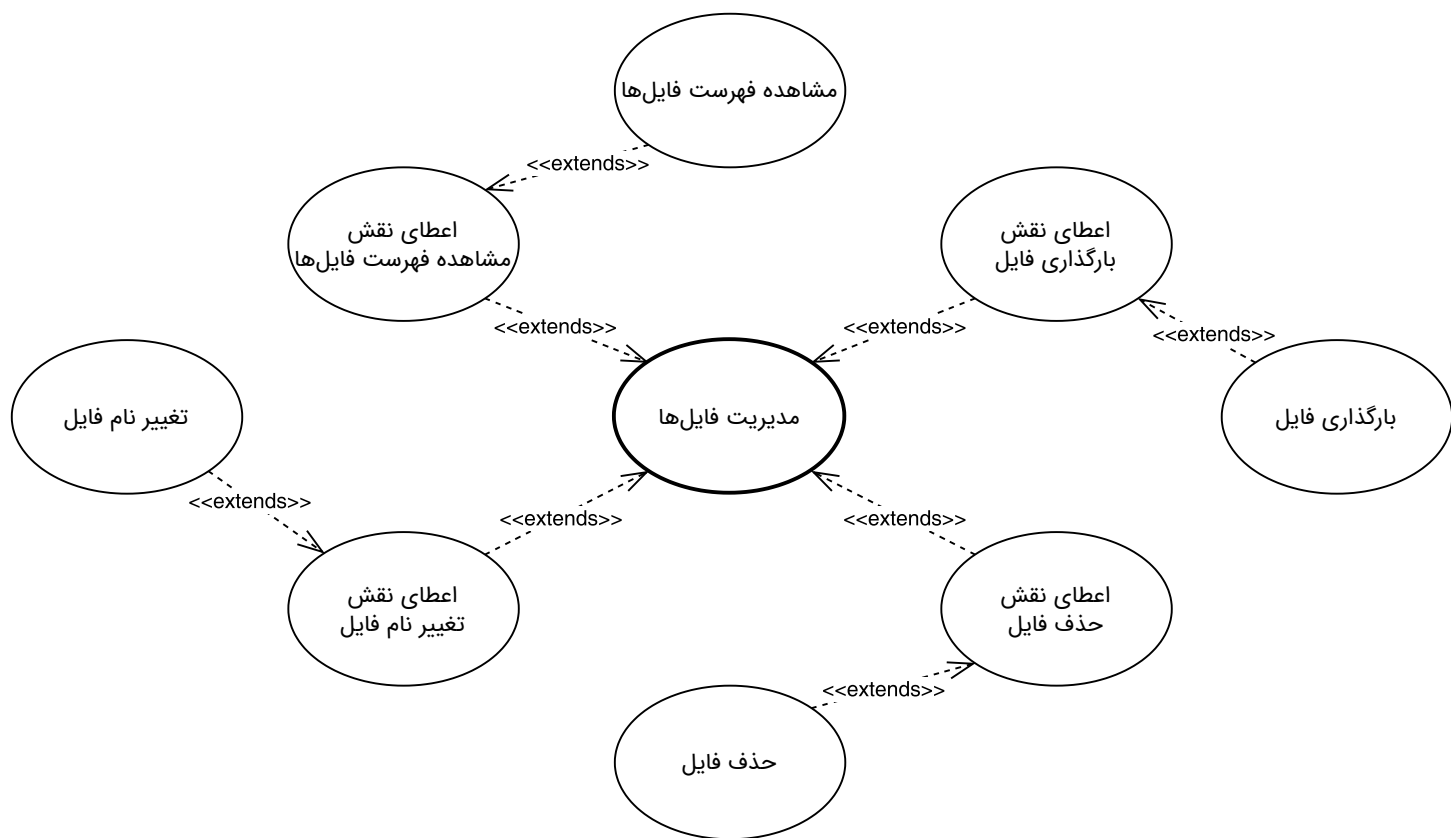 مشاهده فهرست فایل‌ها
<<extends>>
اعطای نقش
مشاهده فهرست فایل‌ها
اعطای نقش
بارگذاری فایل
<<extends>>
<<extends>>
<<extends>>
تغییر نام فایل
مدیریت فایل‌ها
بارگذاری فایل
<<extends>>
<<extends>>
<<extends>>
اعطای نقش
تغییر نام فایل
اعطای نقش
حذف فایل
<<extends>>
حذف فایل